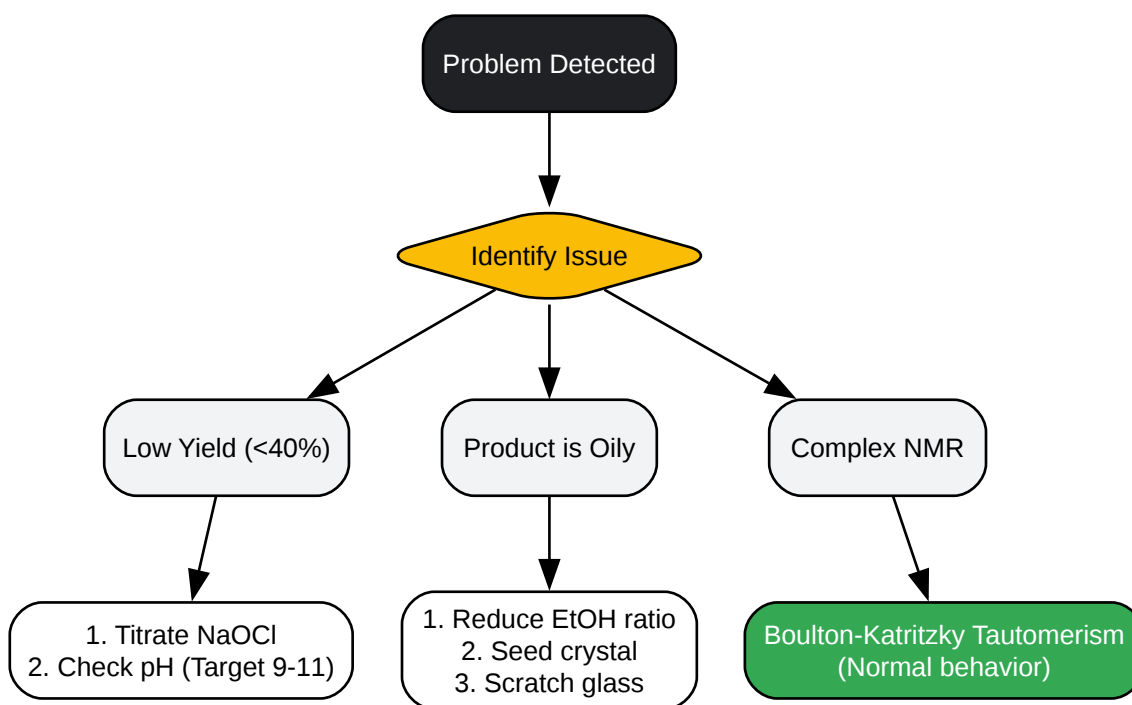 Problem Detected
Identify Issue
Low Yield (<40%)
Product is Oily
Complex NMR
1. Titrate NaOCl
2. Check pH (Target 9-11)
1. Reduce EtOH ratio
2. Seed crystal
3. Scratch glass
Boulton-Katritzky Tautomerism
(Normal behavior)